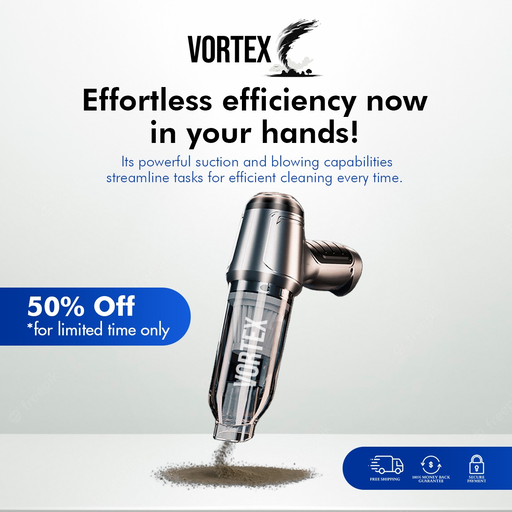 VORTEX
Effortless efficiency now
in your hands!
Its powerful suction and blowing capabilities
streamline tasks for efficient cleaning every time.
50% Off
*for limited time only
VORTEX
FREE SHIPPING
100% MONEY BACK
GUARANTEE
SECURE
PAYMENT